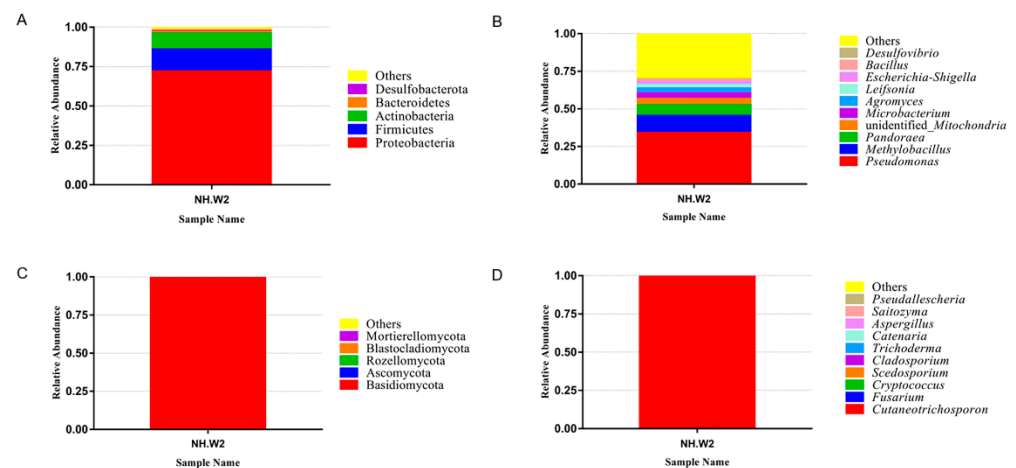 A
Relative Abundance
1.00
0.75
0.50
0.25
0.00
NH.W2
Sample Name
Others
Desulfobacterota
Bacteroidetes
Actinobacteria
Firmicutes
Proteobacteria
B
Relative Abundance
1.00
0.75
0.50
0.25
0.00
NH.W2
Sample Name
Others
Desulfovibrio
Bacillus
Escherichia-Shigella
Leifsonia
Agromyces
Microbacterium
unidentified_Mitochondria
Pandoraea
Methylobacillus
Pseudomonas
C
Relative Abundance
1.00
0.75
0.50
0.25
0.00
NH.W2
Sample Name
Others
Mortierellomycota
Blastocladiomycota
Rozellomycota
Ascomycota
Basidiomycota
D
Relative Abundance
1.00
0.75
0.50
0.25
0.00
NH.W2
Sample Name
Others
Pseudallescheria
Saitozyma
Aspergillus
Catenaria
Trichoderma
Cladosporium
Scedosporium
Cryptococcus
Fusarium
Cutaneotrichosporon